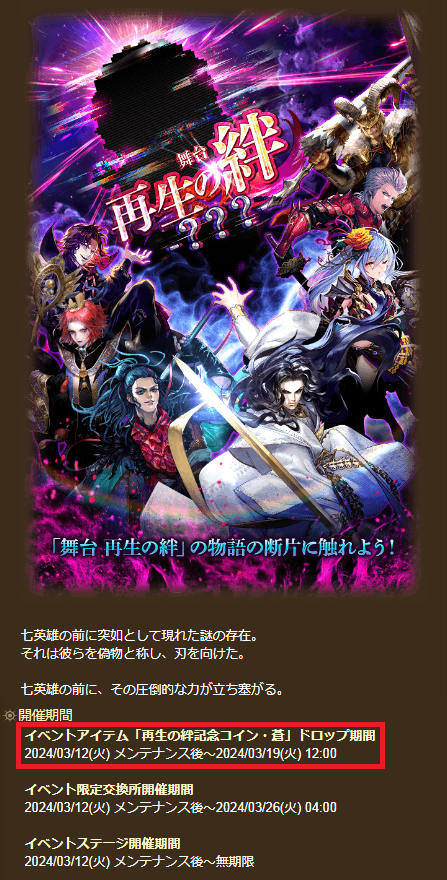 舞台
再生の絆
-???-
「舞台 再生の絆」の物語の断片に触れよう!
七英雄の前に突如として現れた謎の存在。
それは彼らを偽物と称し、刃を向けた。
七英雄の前に、その圧倒的な力が立ち塞がる。
開催期間
イベントアイテム「再生の絆記念コイン・蒼」ドロップ期間
2024/03/12(火) メンテナンス後～2024/03/19(火) 12:00
イベント限定交換所開催期間
2024/03/12(火) メンテナンス後～2024/03/26(火) 04:00
イベントステージ開催期間
2024/03/12(火) メンテナンス後～無期限